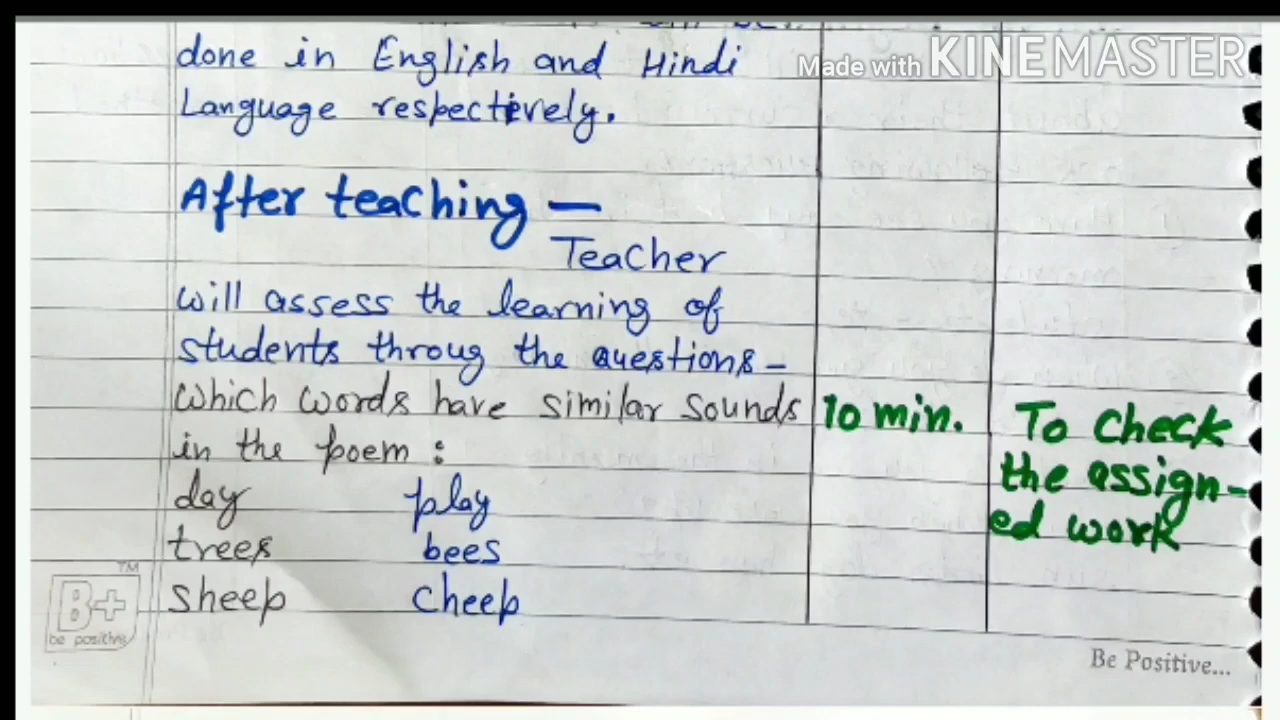 Made with KINEMASTER
done in English and Hindi
Language respectively.
After teaching —
Teacher
will assess the learning of
students throug the questions -
which words have similar sounds
in the poem :
day play
trees bees
sheep cheep
10 min.
To check
the assign-
ed work
B+ TM
be positive
Be Positive...